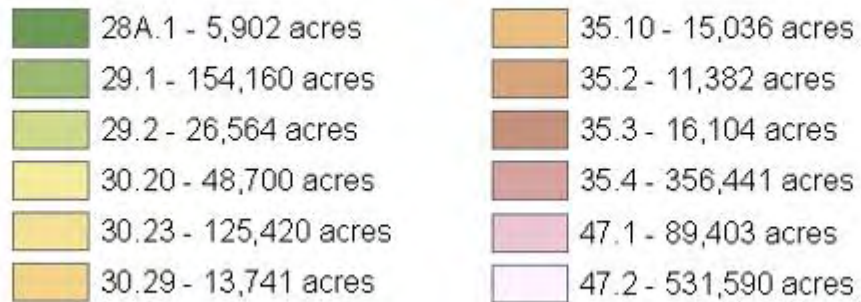 28A.1 - 5,902 acres
29.1 - 154,160 acres
29.2 - 26,564 acres
30.20 - 48,700 acres
30.23 - 125,420 acres
30.29 - 13,741 acres
35.10 - 15,036 acres
35.2 - 11,382 acres
35.3 - 16,104 acres
35.4 - 356,441 acres
47.1 - 89,403 acres
47.2 - 531,590 acres